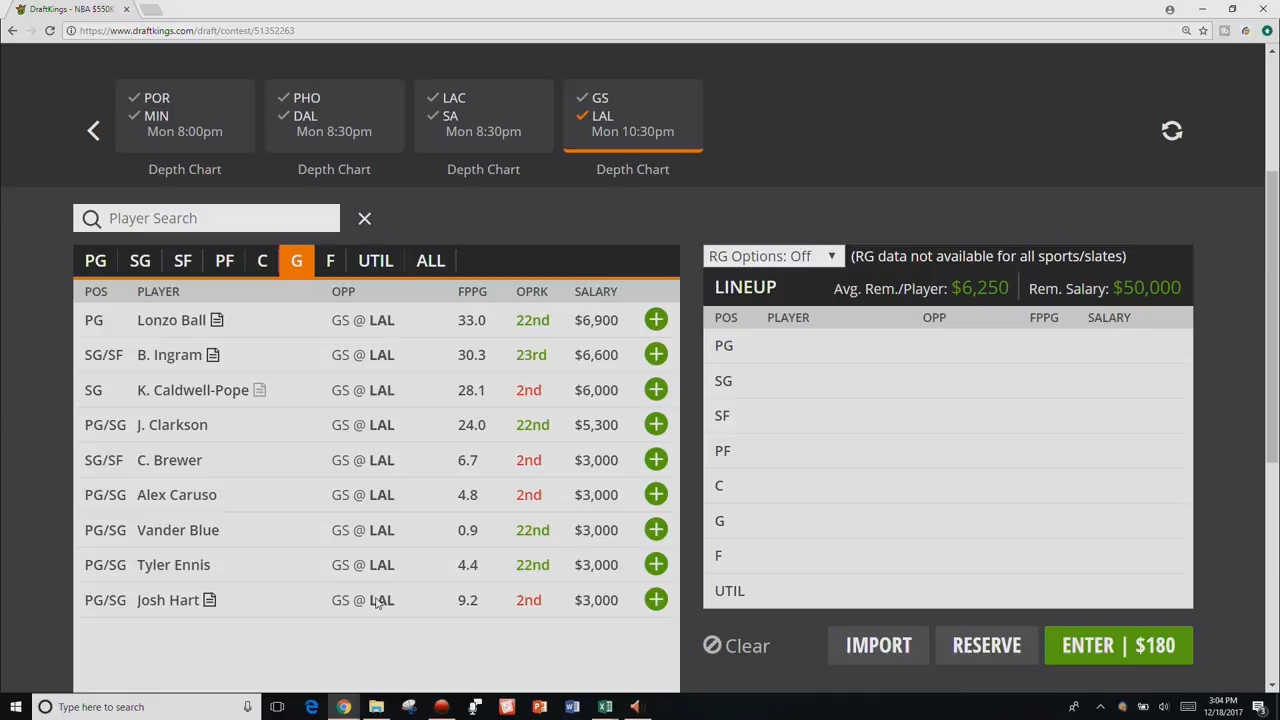 DraftKings - NBA $550K
https://www.draftkings.com/draft/contest/51352263
POR
MIN
Mon 8:00pm
Depth Chart
PHO
DAL
Mon 8:30pm
Depth Chart
LAC
SA
Mon 8:30pm
Depth Chart
GS
LAL
Mon 10:30pm
Depth Chart
Player Search
PG SG SF PF C G F UTIL ALL
POS PLAYER OPP FPPG OPRK SALARY
PG Lonzo Ball GS @ LAL 33.0 22nd $6,900
SG/SF B. Ingram GS @ LAL 30.3 23rd $6,600
SG K. Caldwell-Pope GS @ LAL 28.1 2nd $6,000
PG/SG J. Clarkson GS @ LAL 24.0 22nd $5,300
SG/SF C. Brewer GS @ LAL 6.7 2nd $3,000
PG/SG Alex Caruso GS @ LAL 4.8 2nd $3,000
PG/SG Vander Blue GS @ LAL 0.9 22nd $3,000
PG/SG Tyler Ennis GS @ LAL 4.4 22nd $3,000
PG/SG Josh Hart GS @ LAL 9.2 2nd $3,000
RG Options: Off (RG data not available for all sports/slates)
LINEUP Avg. Rem./Player: $6,250 Rem. Salary: $50,000
POS PLAYER OPP FPPG SALARY
PG
SG
SF
PF
C
G
F
UTIL
Clear IMPORT RESERVE ENTER | $180
Type here to search
3:04 PM
12/18/2017